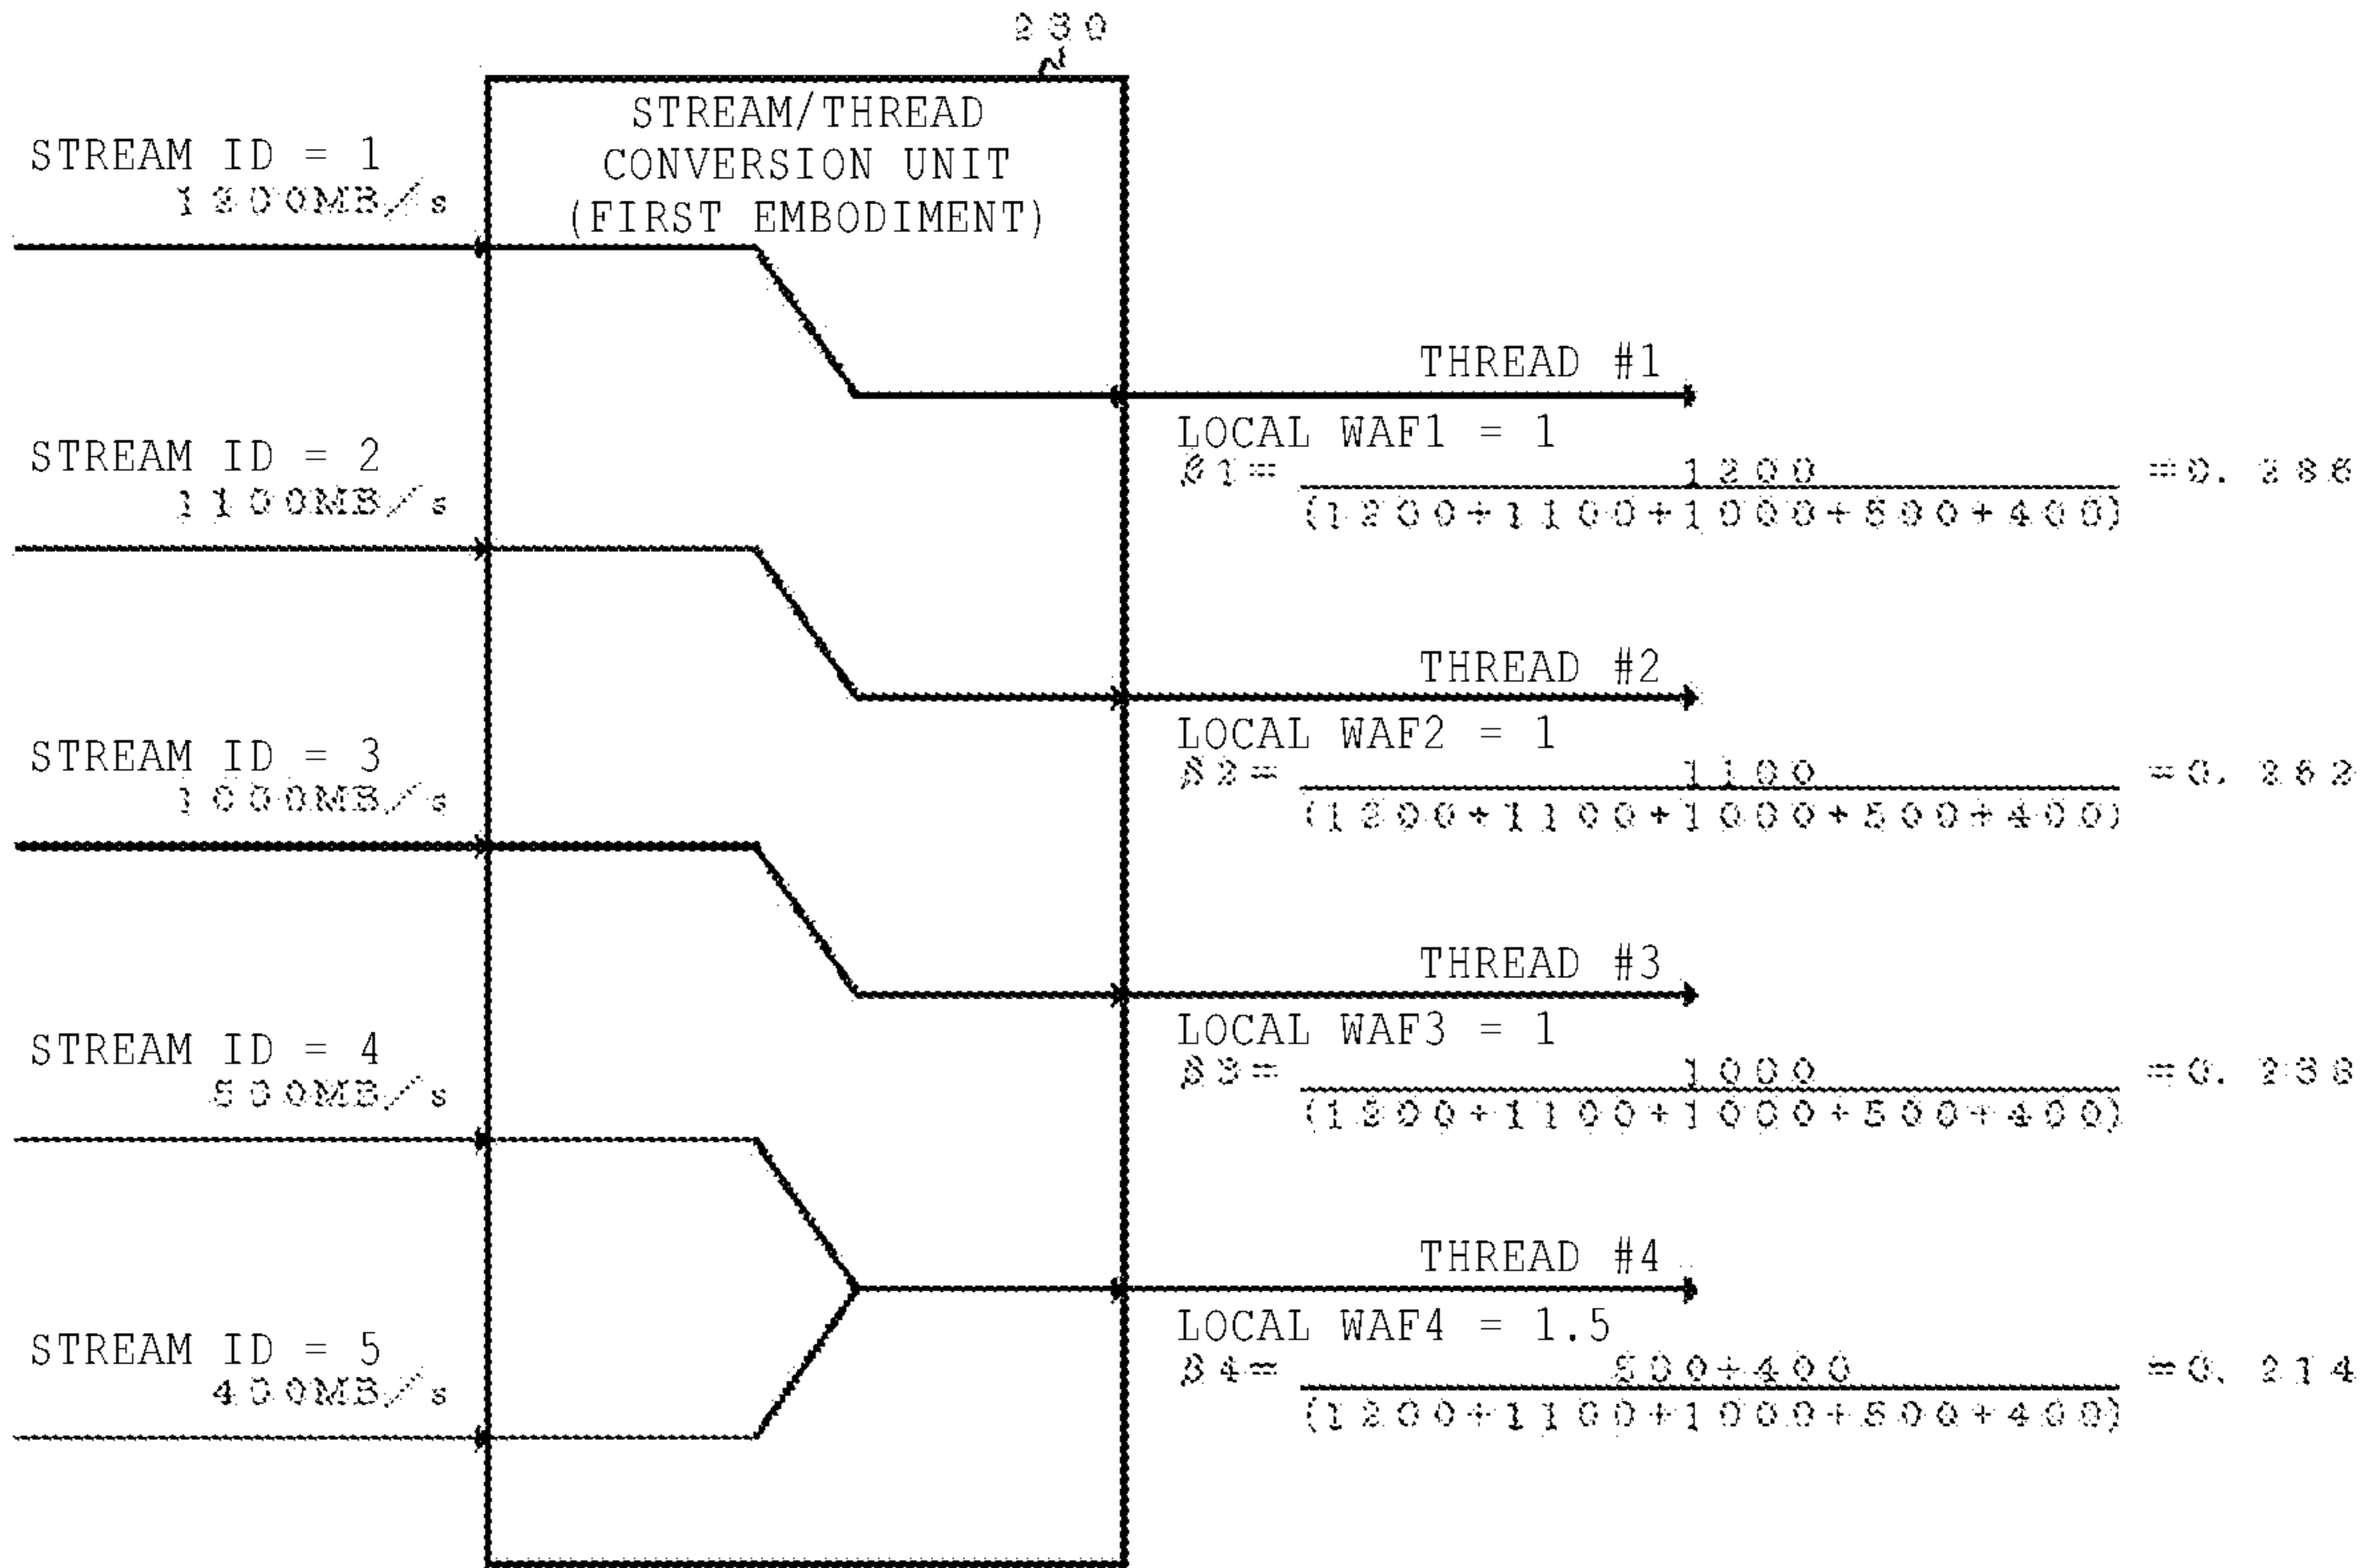 230
STREAM/THREAD
CONVERSION UNIT
(FIRST EMBODIMENT)
STREAM ID = 1
1200MB/s
THREAD #1
LOCAL WAF1 = 1
β1= 1200 =0. 286
(1200+1100+1000+500+400)
STREAM ID = 2
1100MB/s
THREAD #2
LOCAL WAF2 = 1
β2= 1100 =0. 262
(1200+1100+1000+500+400)
STREAM ID = 3
1000MB/s
THREAD #3
LOCAL WAF3 = 1
β3= 1000 =0. 238
(1200+1100+1000+500+400)
STREAM ID = 4
500MB/s
THREAD #4
LOCAL WAF4 = 1.5
β4= 500+400 =0. 214
(1200+1100+1000+500+400)
STREAM ID = 5
400MB/s